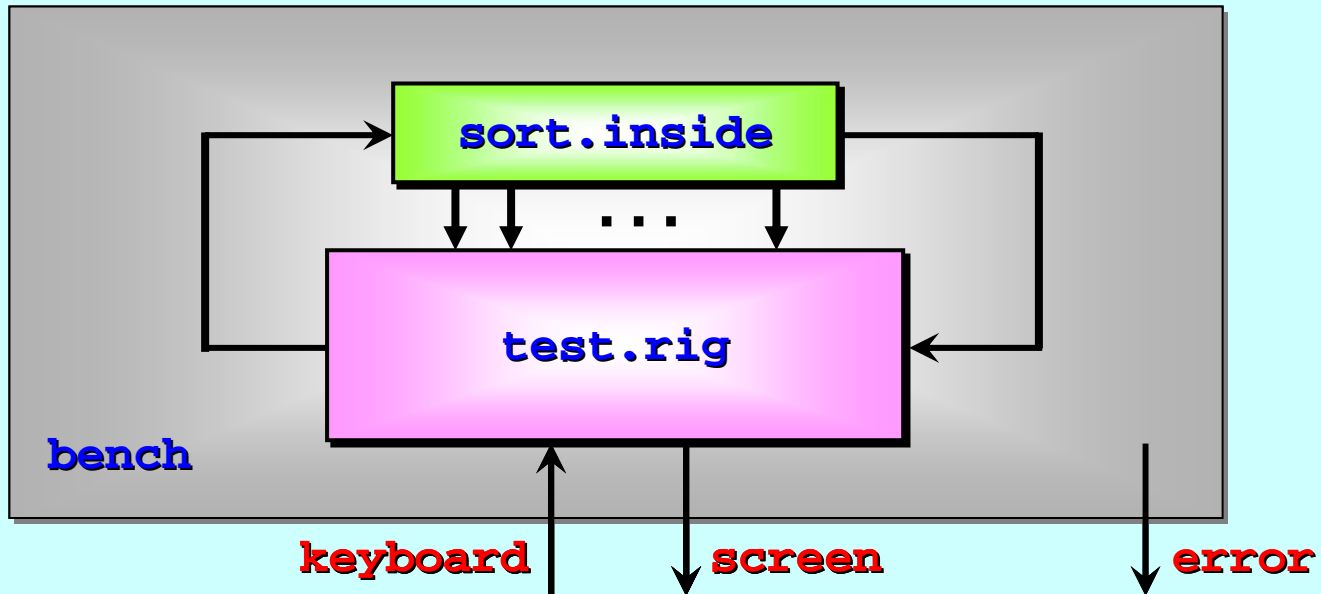 sort.inside
...
test.rig
bench
keyboard screen error